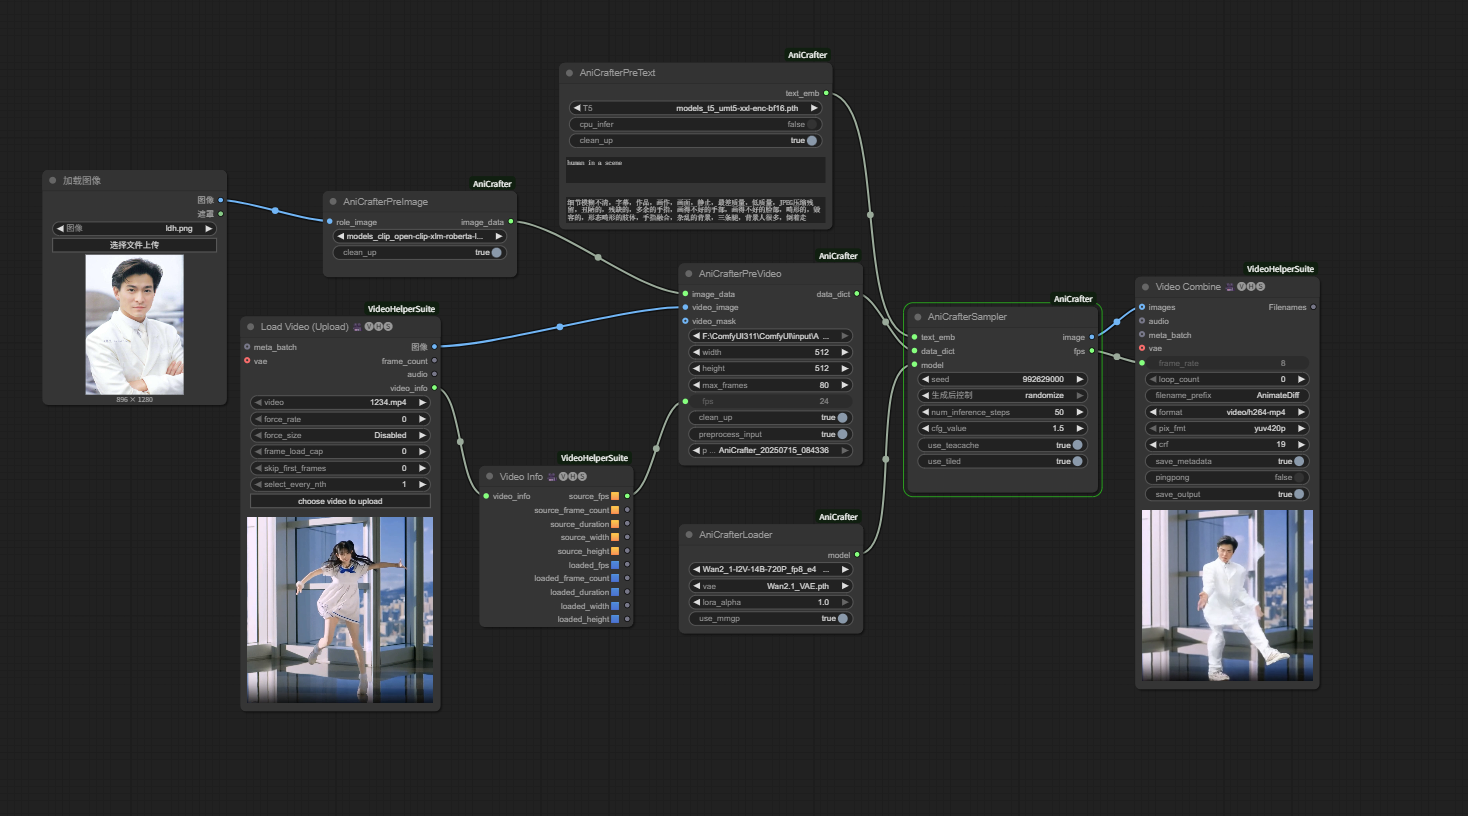 加载图像
图像
遮罩
图像 ldh.png
选择文件上传
896 × 1280
AniCrafter
AniCrafterPreImage
role_image image_data
models_clip_open-clip-xlm-roberta-l...
clean_up true
AniCrafter
AniCrafterPreText
text_emb
T5 models_t5_umt5-xxl-enc-bf16.pth
cpu_infer false
clean_up true
human in a scene
细节模糊不清，字幕，作品，画作，画面，静止，最差质量，低质量，JPEG压缩残
留，丑陋的，残缺的，多余的手指，画得不好的手部，画得不好的脸部，畸形的，毁
容的，形态畸形的肢体，手指融合，杂乱的背景，三条腿，背景人很多，倒着走
VideoHelperSuite
Load Video (Upload) VHS
meta_batch 图像
vae frame_count
audio
video_info
video 1234.mp4
force_rate 0
force_size Disabled
frame_load_cap 0
skip_first_frames 0
select_every_nth 1
choose video to upload
VideoHelperSuite
Video Info VHS
video_info source_fps
source_frame_count
source_duration
source_width
source_height
loaded_fps
loaded_frame_count
loaded_duration
loaded_width
loaded_height
AniCrafter
AniCrafterPreVideo
image_data data_dict
video_image
video_mask
F:\ComfyUI311\ComfyUI\input\A ...
width 512
height 512
max_frames 80
fps 24
clean_up true
preprocess_input true
p ... AniCrafter_20250715_084336
AniCrafter
AniCrafterLoader
model
Wan2_1-I2V-14B-720P_fp8_e4 ...
vae Wan2.1_VAE.pth
lora_alpha 1.0
use_mmgp true
AniCrafter
AniCrafterSampler
text_emb image
data_dict fps
model
seed 992629000
生成后控制 randomize
num_inference_steps 50
cfg_value 1.5
use_teacache true
use_tiled true
VideoHelperSuite
Video Combine VHS
images Filenames
audio
meta_batch
vae
frame_rate 8
loop_count 0
filename_prefix AnimateDiff
format video/h264-mp4
pix_fmt yuv420p
crf 19
save_metadata true
pingpong false
save_output true